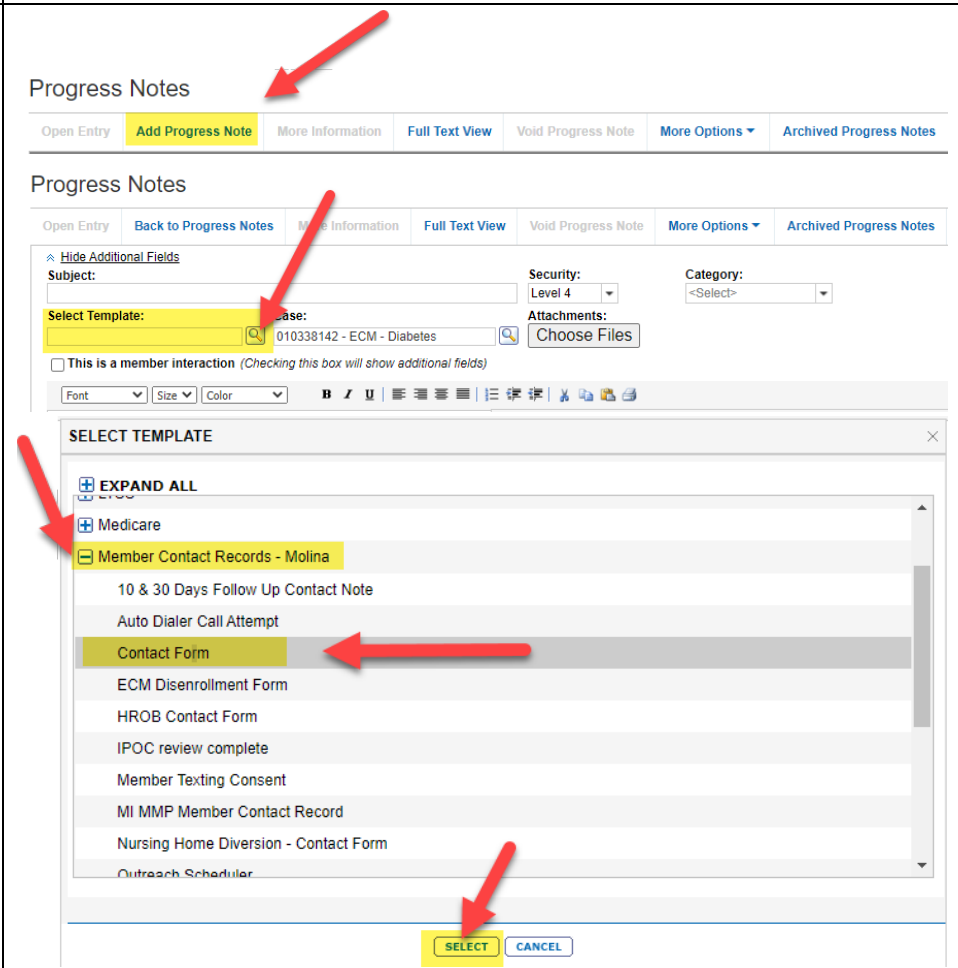 Progress Notes
Open Entry Add Progress Note More Information Full Text View Void Progress Note More Options Archived Progress Notes
Progress Notes
Open Entry Back to Progress Notes Information Full Text View Void Progress Note More Options Archived Progress Notes
Hide Additional Fields
Subject: Security: Category:
Level 4 <Select>
Select Template: Attachments:
010338142 - ECM - Diabetes Choose Files
This is a member interaction (Checking this box will show additional fields)
Font Size Color B I U
SELECT TEMPLATE
EXPAND ALL
Medicare
Member Contact Records - Molina
10 & 30 Days Follow Up Contact Note
Auto Dialer Call Attempt
Contact Form
ECM Disenrollment Form
HROB Contact Form
IPOC review complete
Member Texting Consent
MI MMP Member Contact Record
Nursing Home Diversion - Contact Form
Outreach Scheduler
SELECT CANCEL